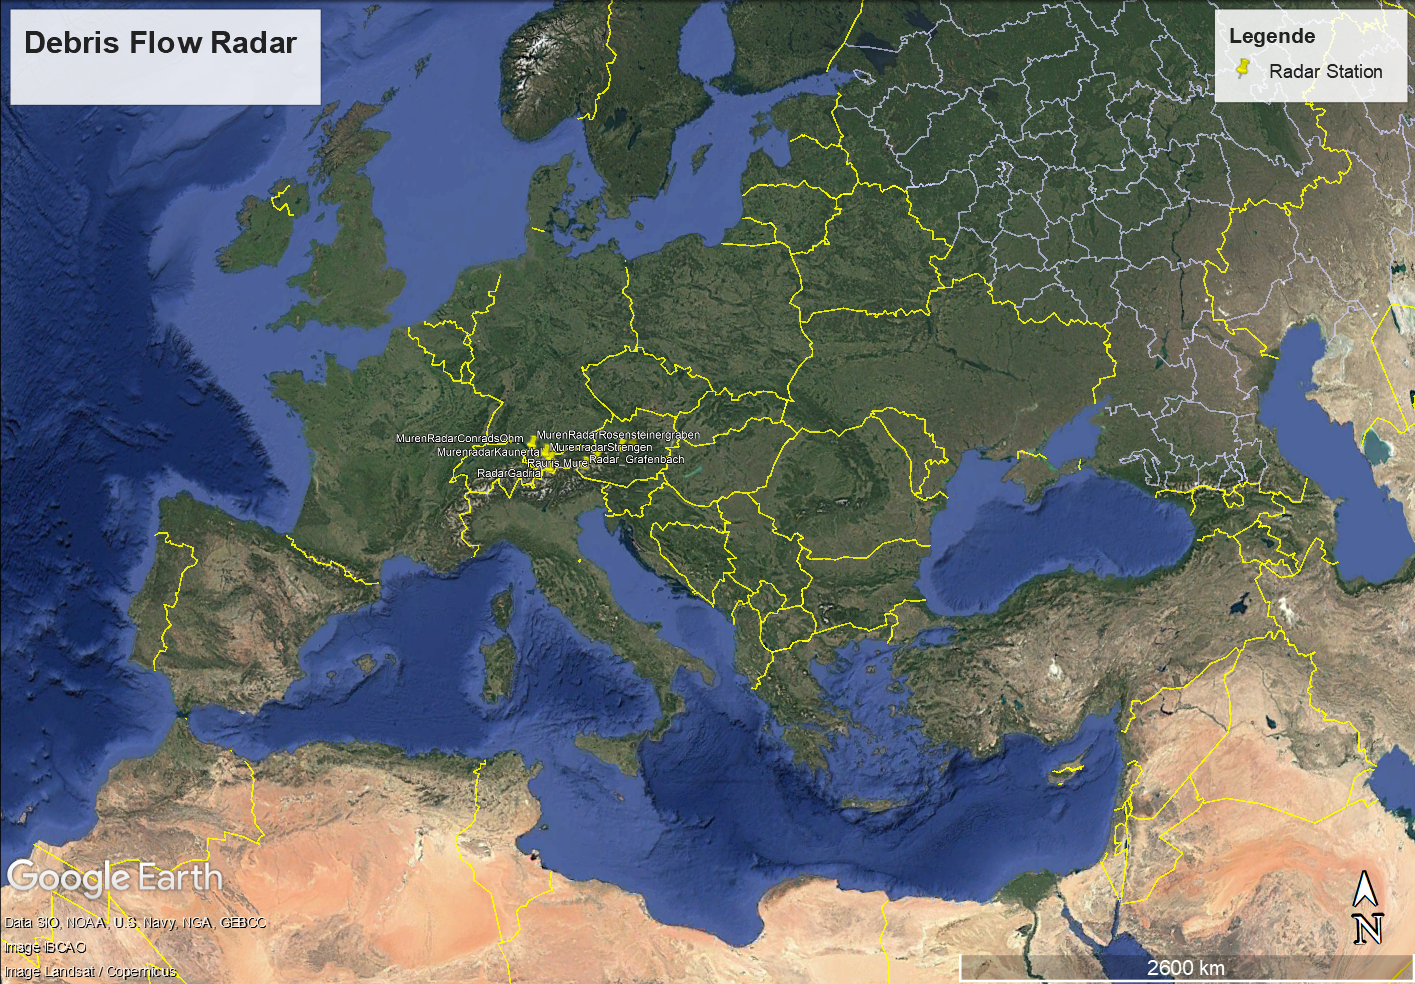 Debris Flow Radar
Legende
Radar Station
MurenRadarConradsOhm
MurenRadarRosensteinergraben
MurenradarKaunertal
MurenradarStrengen
Rauris Mure
Radar_Grafenbach
RadarGadria
Google Earth
Data SIO, NOAA, U.S. Navy, NGA, GEBCO
Image IBCAO
Image Landsat / Copernicus
N
2600 km